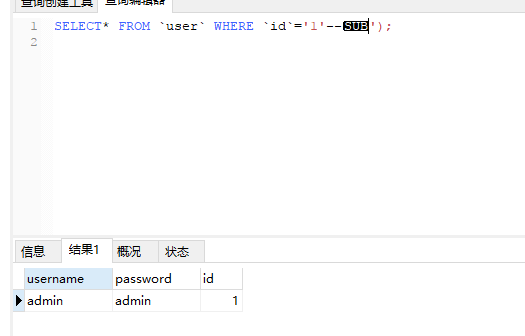 查询创建工具 查询编辑器
1 SELECT* FROM `user` WHERE `id`='1'--SUB');
2
信息 结果1 概况 状态
username password id
admin admin 1